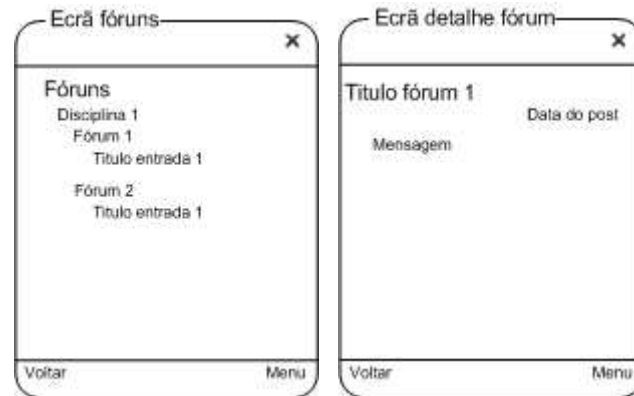 Ecrã fóruns
×
Fóruns
Disciplina 1
Fórum 1
Titulo entrada 1
Fórum 2
Titulo entrada 1
Voltar
Menu
Ecrã detalhe fórum
×
Titulo fórum 1
Data do post
Mensagem
Voltar
Menu